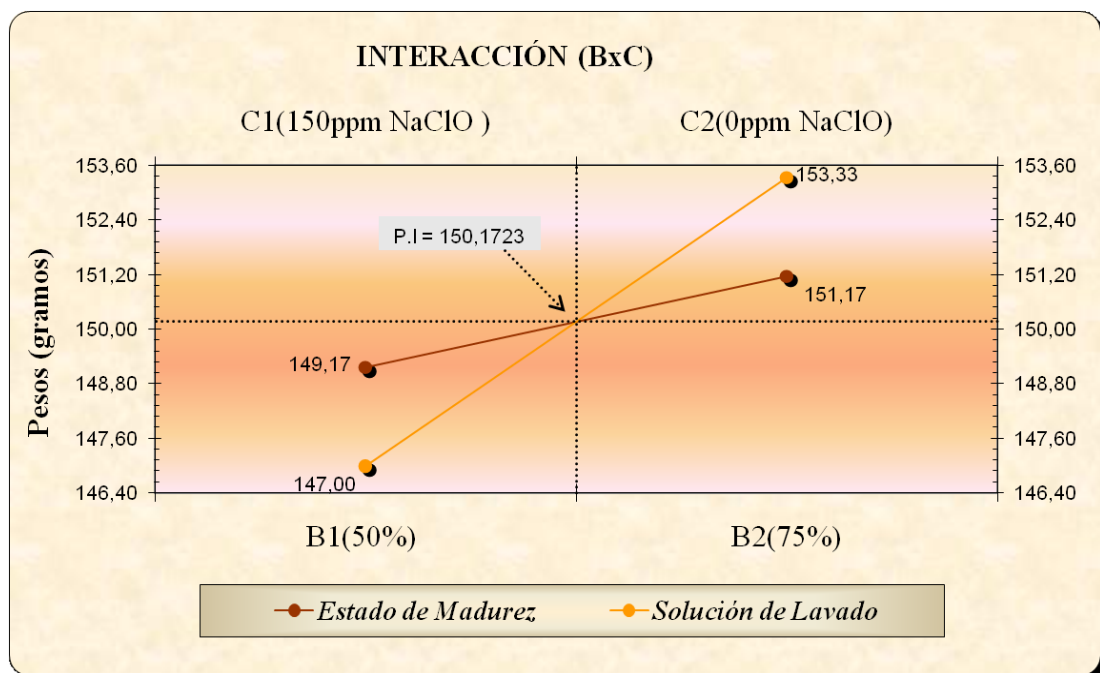 INTERACCIÓN (BxC)
C1(150ppm NaClO )
C2(0ppm NaClO)
Pesos (gramos)
153,60
152,40
151,20
150,00
148,80
147,60
146,40
153,60
152,40
151,20
150,00
148,80
147,60
146,40
P.I = 150,1723
153,33
151,17
149,17
147,00
B1(50%)
B2(75%)
Estado de Madurez
Solución de Lavado